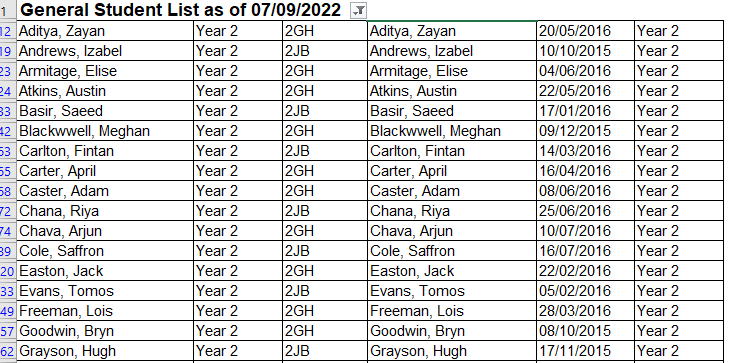 1 General Student List as of 07/09/2022
12 Aditya, Zayan Year 2 2GH Aditya, Zayan 20/05/2016 Year 2
19 Andrews, Izabel Year 2 2JB Andrews, Izabel 10/10/2015 Year 2
23 Armitage, Elise Year 2 2GH Armitage, Elise 04/06/2016 Year 2
24 Atkins, Austin Year 2 2GH Atkins, Austin 22/05/2016 Year 2
33 Basir, Saeed Year 2 2JB Basir, Saeed 17/01/2016 Year 2
42 Blackwwell, Meghan Year 2 2GH Blackwwell, Meghan 09/12/2015 Year 2
53 Carlton, Fintan Year 2 2JB Carlton, Fintan 14/03/2016 Year 2
55 Carter, April Year 2 2GH Carter, April 16/04/2016 Year 2
58 Caster, Adam Year 2 2GH Caster, Adam 08/06/2016 Year 2
72 Chana, Riya Year 2 2JB Chana, Riya 25/06/2016 Year 2
74 Chava, Arjun Year 2 2GH Chava, Arjun 10/07/2016 Year 2
89 Cole, Saffron Year 2 2JB Cole, Saffron 16/07/2016 Year 2
20 Easton, Jack Year 2 2GH Easton, Jack 22/02/2016 Year 2
33 Evans, Tomos Year 2 2JB Evans, Tomos 05/02/2016 Year 2
49 Freeman, Lois Year 2 2GH Freeman, Lois 28/03/2016 Year 2
57 Goodwin, Bryn Year 2 2GH Goodwin, Bryn 08/10/2015 Year 2
62 Grayson, Hugh Year 2 2JB Grayson, Hugh 17/11/2015 Year 2